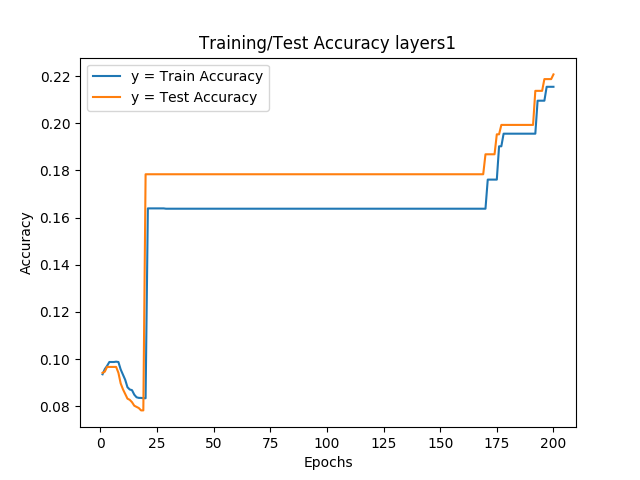 Training/Test Accuracy layers1
y = Train Accuracy
y = Test Accuracy
0.22
0.20
0.18
0.16
0.14
0.12
0.10
0.08
Accuracy
0 25 50 75 100 125 150 175 200
Epochs